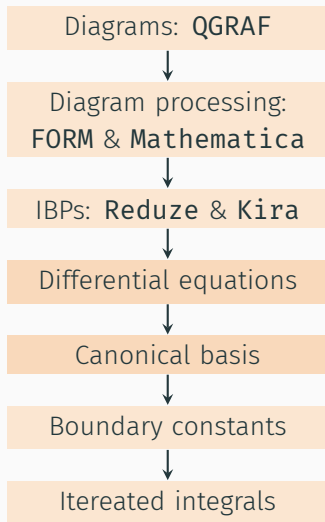 Diagrams: QGRAF
Diagram processing:
FORM & Mathematica
IBPs: Reduze & Kira
Differential equations
Canonical basis
Boundary constants
Itereated integrals